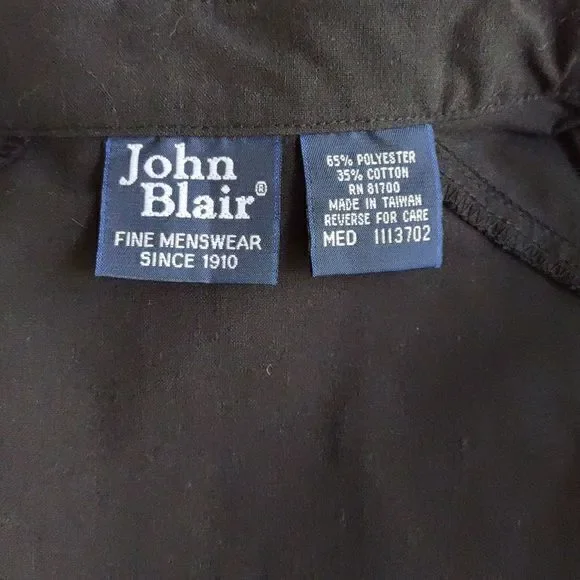 John
Blair®
FINE MENSWEAR
SINCE 1910
65% POLYESTER
35% COTTON
RN 81700
MADE IN TAIWAN
REVERSE FOR CARE
MED 1113702